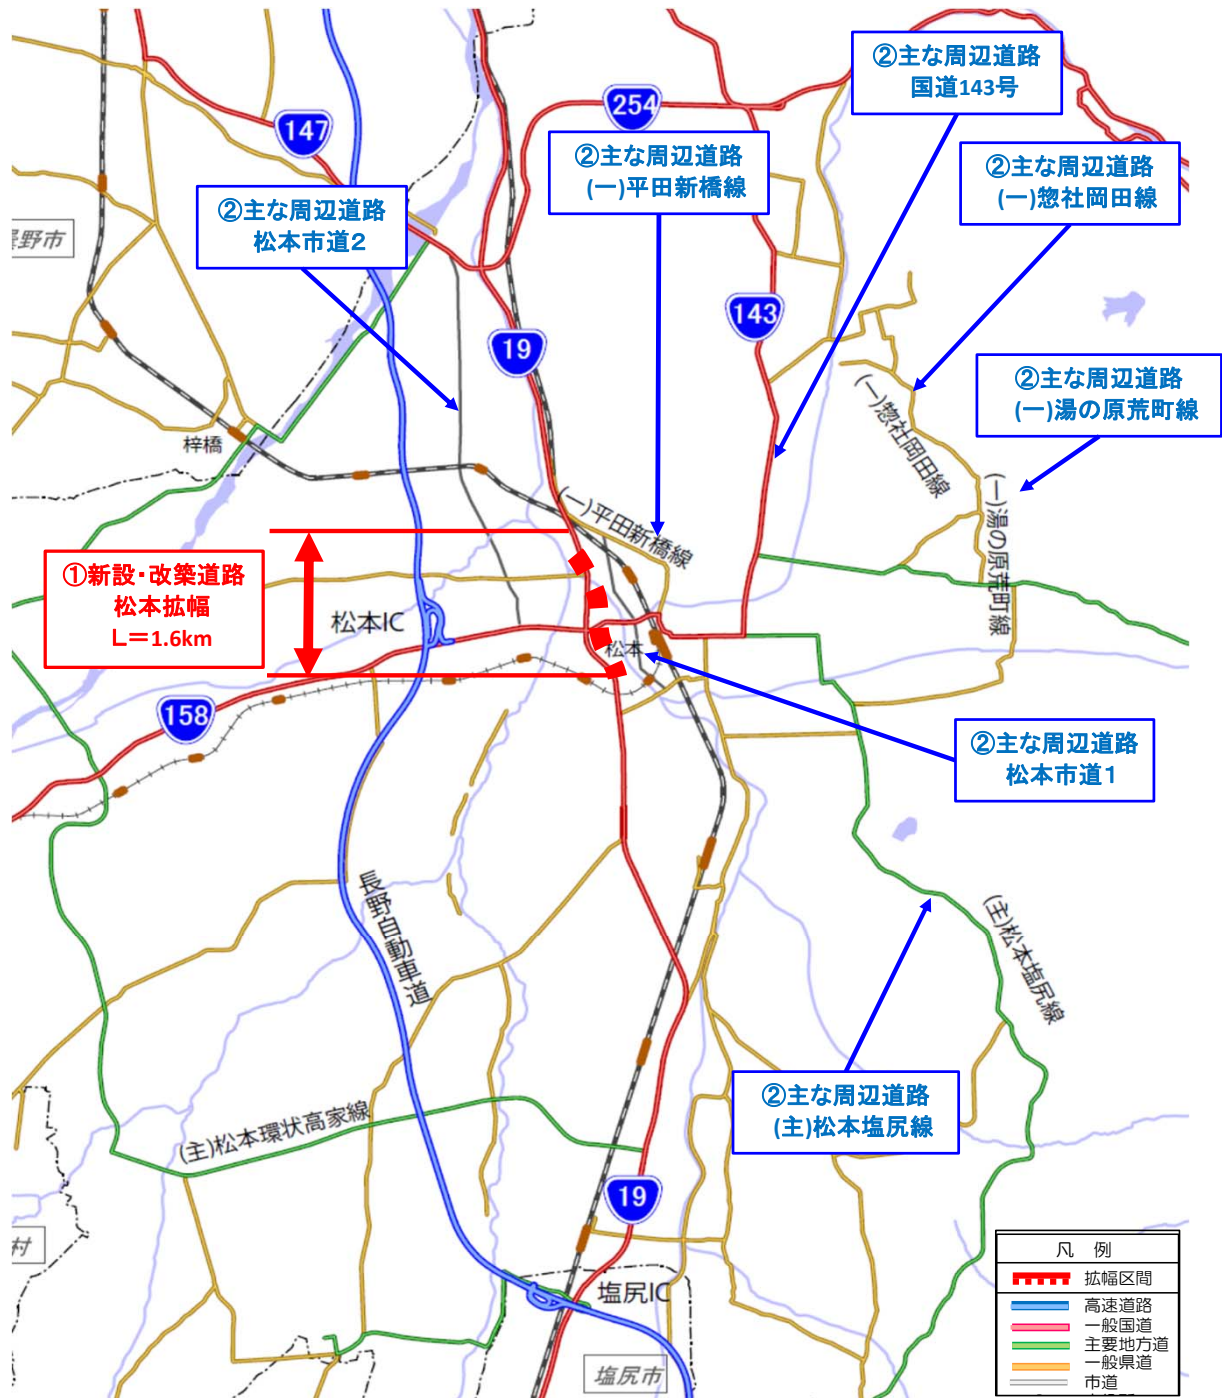 ②主な周辺道路
国道143号
254
147
②主な周辺道路
(一)平田新橋線
②主な周辺道路
(一)惣社岡田線
②主な周辺道路
松本市道2
野市
143
19
②主な周辺道路
(一)湯の原荒町線
(一)惣社岡田線
梓橋
(一)湯の原荒町線
(一)平田新橋線
①新設・改築道路
松本拡幅
L＝1.6km
松本IC
松本
158
②主な周辺道路
松本市道1
長野自動車道
(主)松本塩尻線
②主な周辺道路
(主)松本塩尻線
(主)松本環状高家線
19
村
塩尻IC
塩尻市
凡 例
拡幅区間
高速道路
一般国道
主要地方道
一般県道
市道